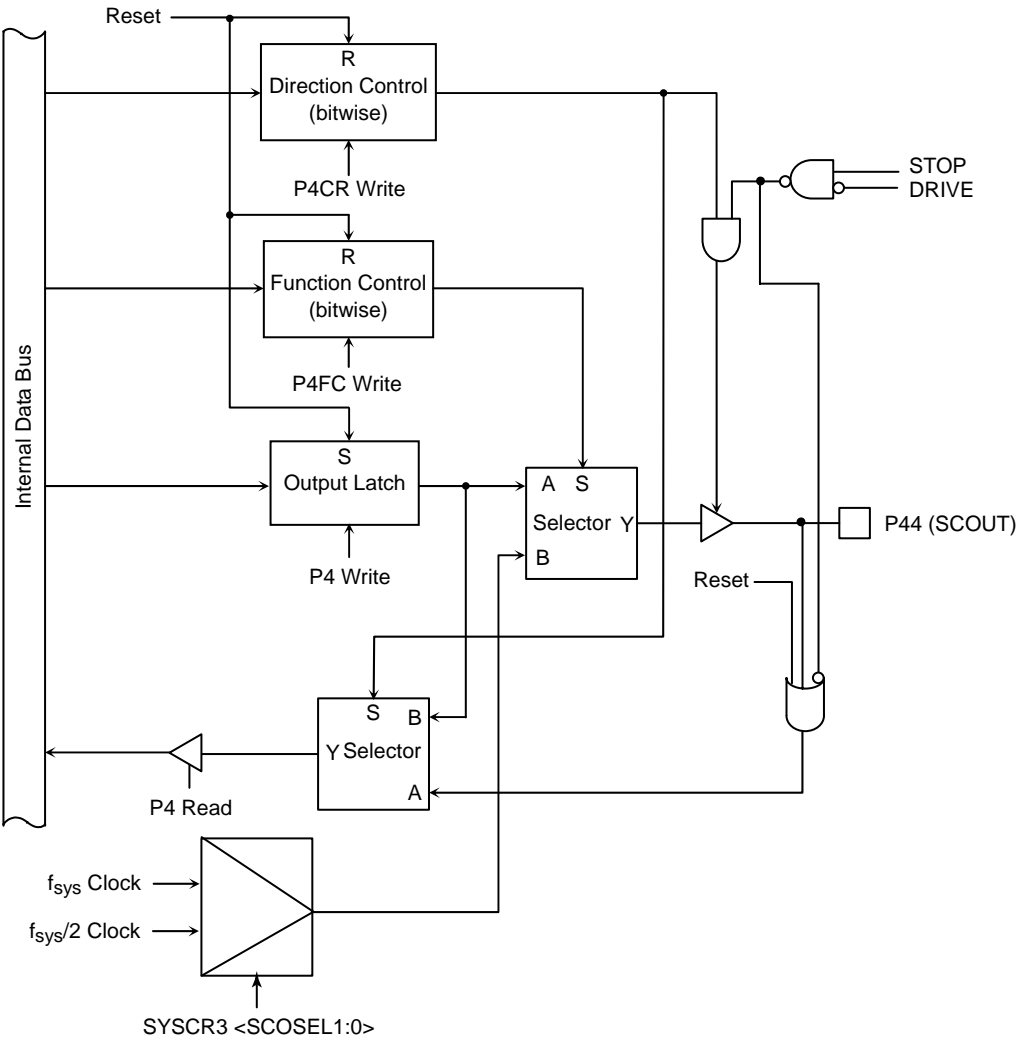 Reset
R
Direction Control
(bitwise)
P4CR Write
STOP
DRIVE
R
Function Control
(bitwise)
P4FC Write
Internal Data Bus
S
Output Latch
P4 Write
A S
Selector Y
B
P44 (SCOUT)
Reset
S B
Y Selector
A
P4 Read
fsys Clock
fsys/2 Clock
SYSCR3 <SCOSEL1:0>